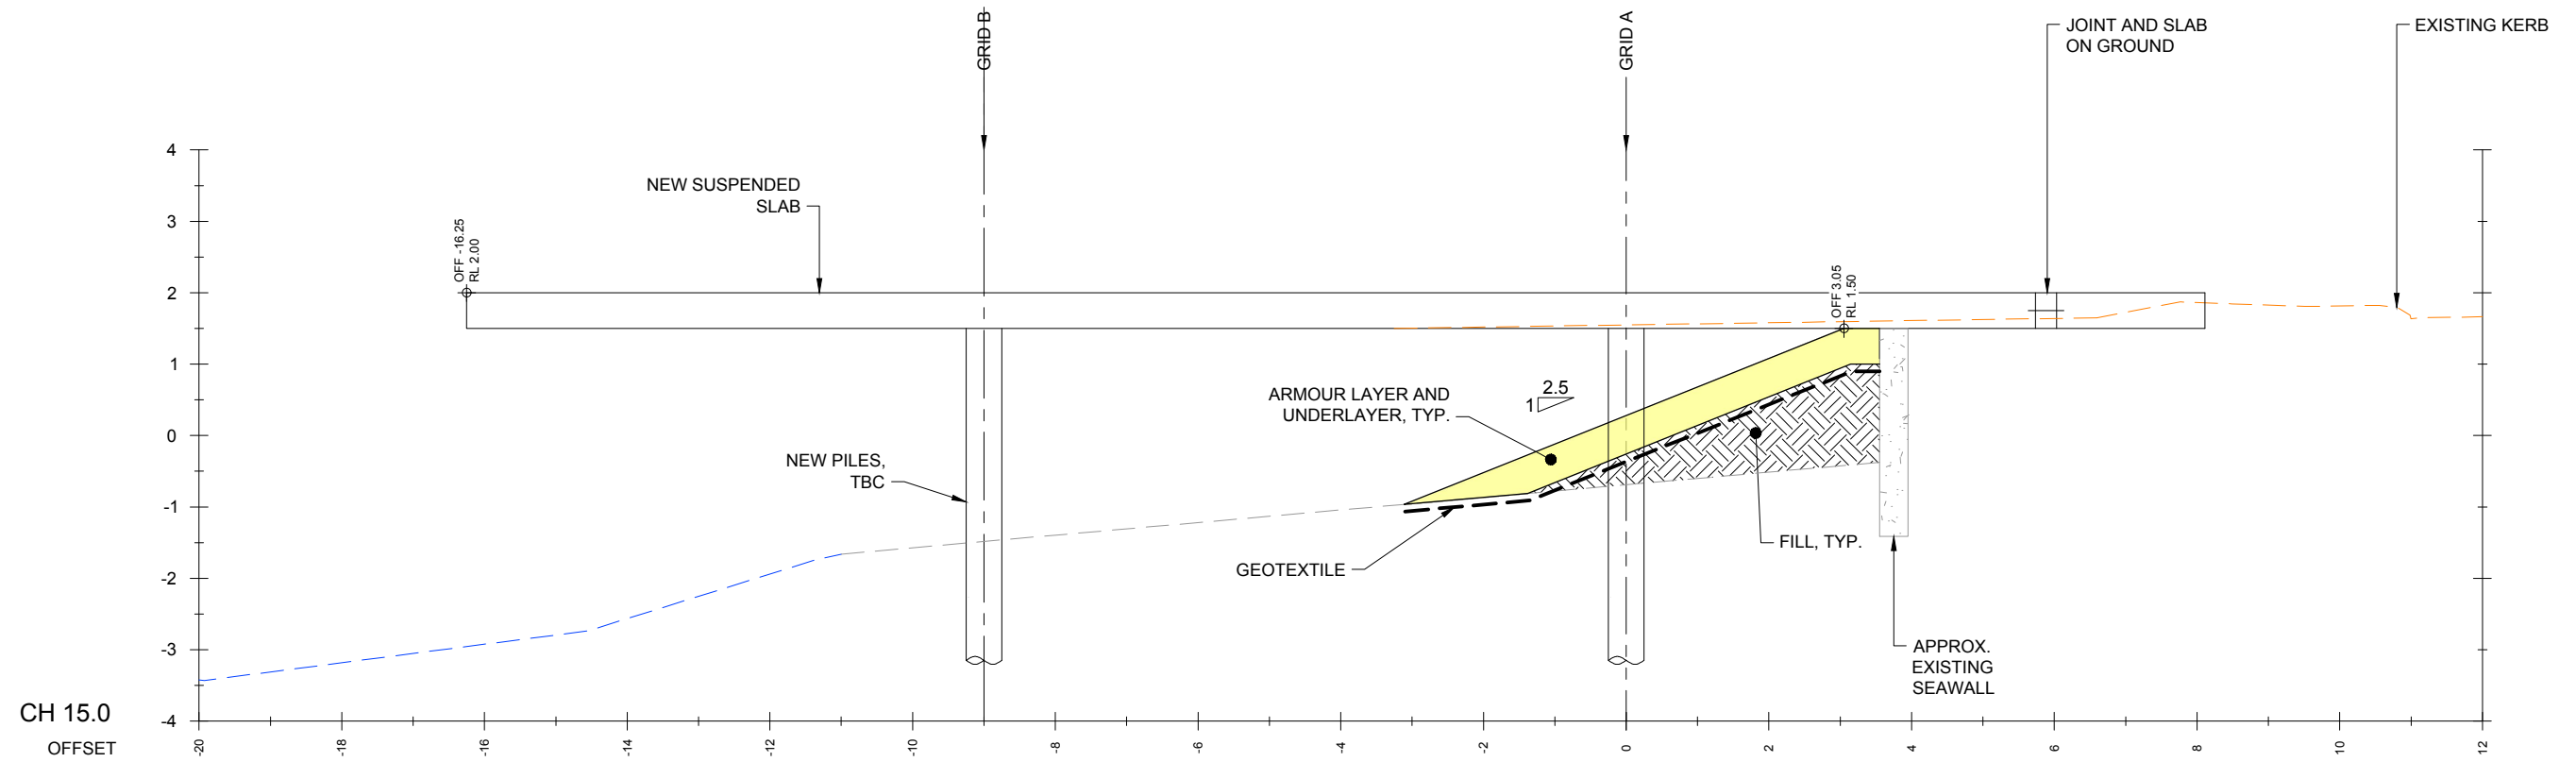 GRID B
GRID A
JOINT AND SLAB
ON GROUND
EXISTING KERB
NEW SUSPENDED
SLAB
OFF -16.25
RL 2.00
OFF 3.05
RL 1.50
4
3
2
1
0
-1
-2
-3
-4
ARMOUR LAYER AND
UNDERLAYER, TYP.
2.5
1
NEW PILES,
TBC
GEOTEXTILE
FILL, TYP.
APPROX.
EXISTING
SEAWALL
CH 15.0
OFFSET
-20
-18
-16
-14
-12
-10
-8
-6
-4
-2
0
2
4
6
8
10
12